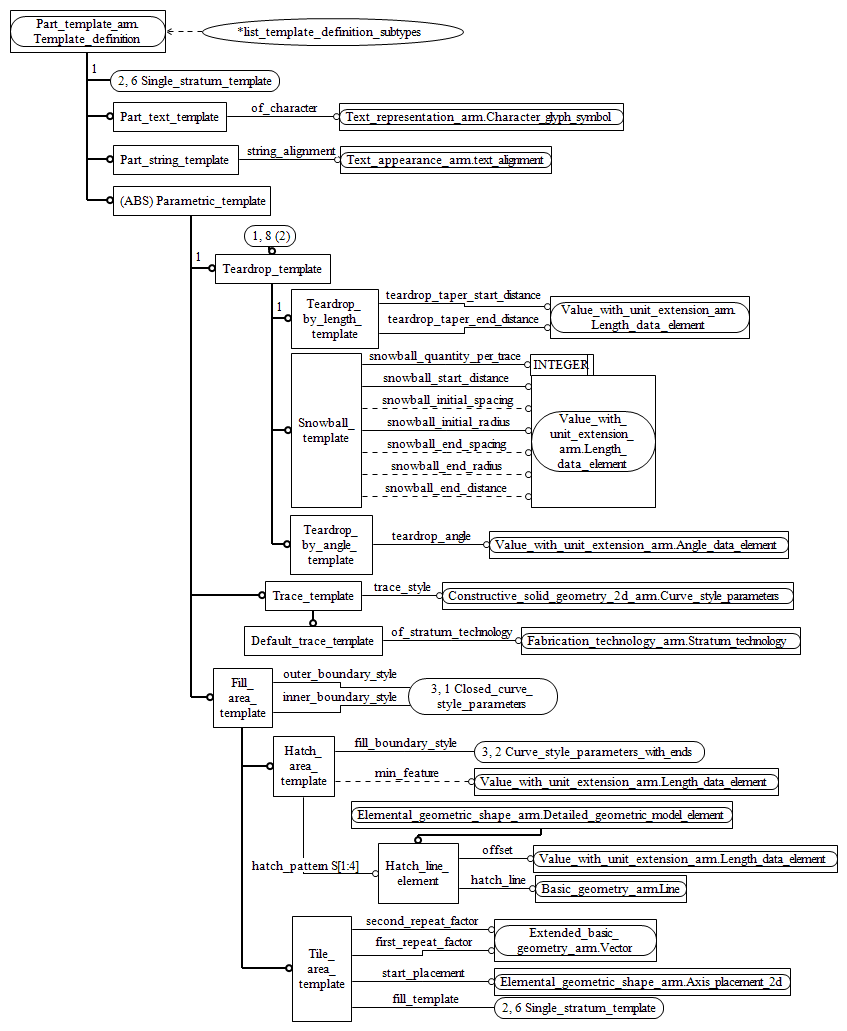 Part_template_arm.
Template_definition
*list_template_definition_subtypes
1
2, 6 Single_stratum_template
Part_text_template
of_character
Text_representation_arm.Character_glyph_symbol
Part_string_template
string_alignment
Text_appearance_arm.text_alignment
(ABS) Parametric_template
1, 8 (2)
1
Teardrop_template
1
Teardrop_
by_length_
template
teardrop_taper_start_distance
teardrop_taper_end_distance
Value_with_unit_extension_arm.
Length_data_element
Snowball_
template
snowball_quantity_per_trace
INTEGER
snowball_start_distance
snowball_initial_spacing
snowball_initial_radius
snowball_end_spacing
snowball_end_radius
snowball_end_distance
Value_with_
unit_extension_
arm.Length_
data_element
Teardrop_
by_angle_
template
teardrop_angle
Value_with_unit_extension_arm.Angle_data_element
Trace_template
trace_style
Constructive_solid_geometry_2d_arm.Curve_style_parameters
Default_trace_template
of_stratum_technology
Fabrication_technology_arm.Stratum_technology
Fill_
area_
template
outer_boundary_style
inner_boundary_style
3, 1 Closed_curve_
style_parameters
Hatch_
area_
template
fill_boundary_style
3, 2 Curve_style_parameters_with_ends
min_feature
Value_with_unit_extension_arm.Length_data_element
Elemental_geometric_shape_arm.Detailed_geometric_model_element
hatch_pattern S[1:4]
Hatch_line_
element
offset
Value_with_unit_extension_arm.Length_data_element
hatch_line
Basic_geometry_arm.Line
Tile_
area_
template
second_repeat_factor
first_repeat_factor
Extended_basic_
geometry_arm.Vector
start_placement
Elemental_geometric_shape_arm.Axis_placement_2d
fill_template
2, 6 Single_stratum_template